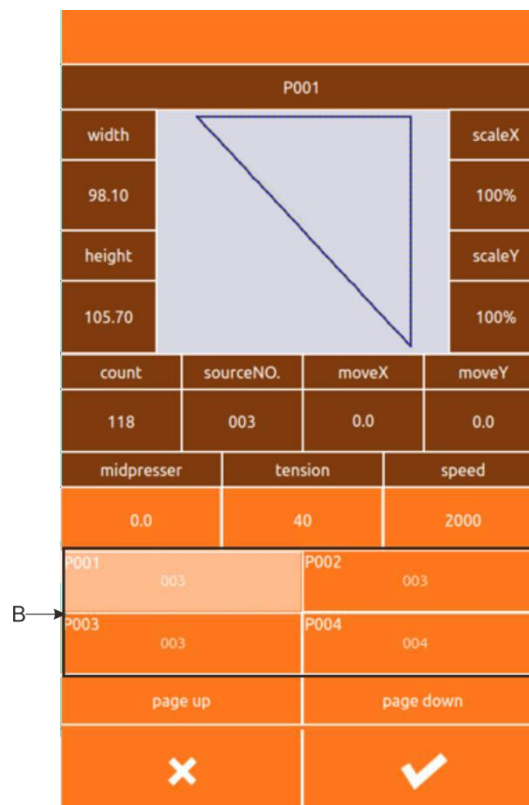 P001
width scaleX
98.10 100%
height scaleY
105.70 100%
count sourceNO. moveX moveY
118 003 0.0 0.0
midpresser tension speed
0.0 40 2000
P001 P002
003 003
B
P003 P004
003 004
page up page down